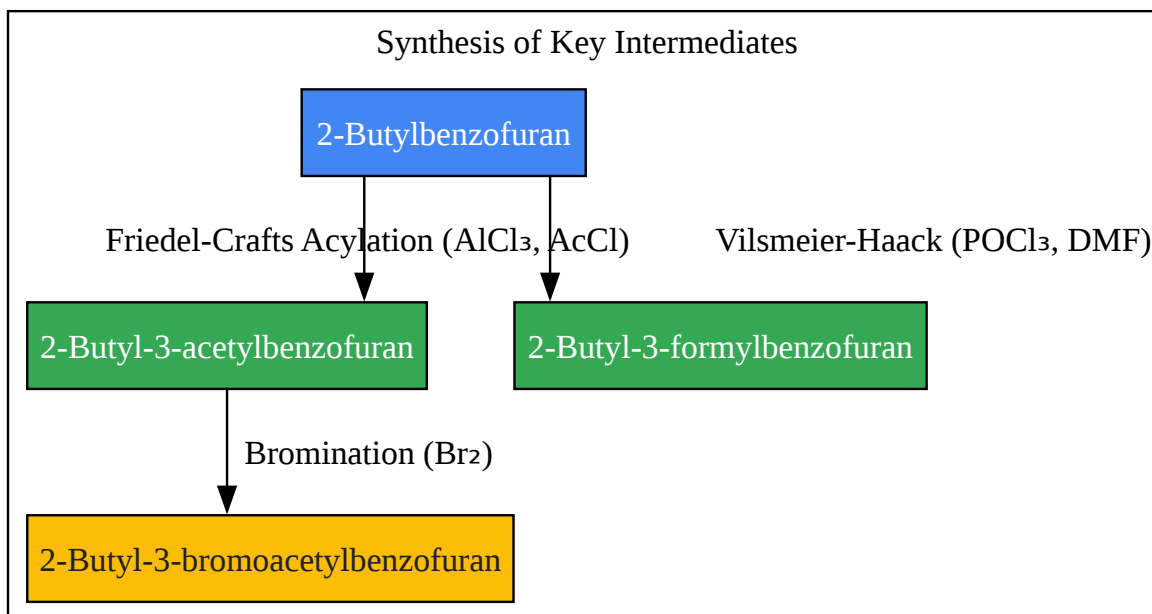 Synthesis of Key Intermediates
2-Butylbenzofuran
Friedel-Crafts Acylation (AlCl₃, AcCl)
Vilsmeier-Haack (POCl₃, DMF)
2-Butyl-3-acetylbenzofuran
2-Butyl-3-formylbenzofuran
Bromination (Br₂)
2-Butyl-3-bromoacetylbenzofuran